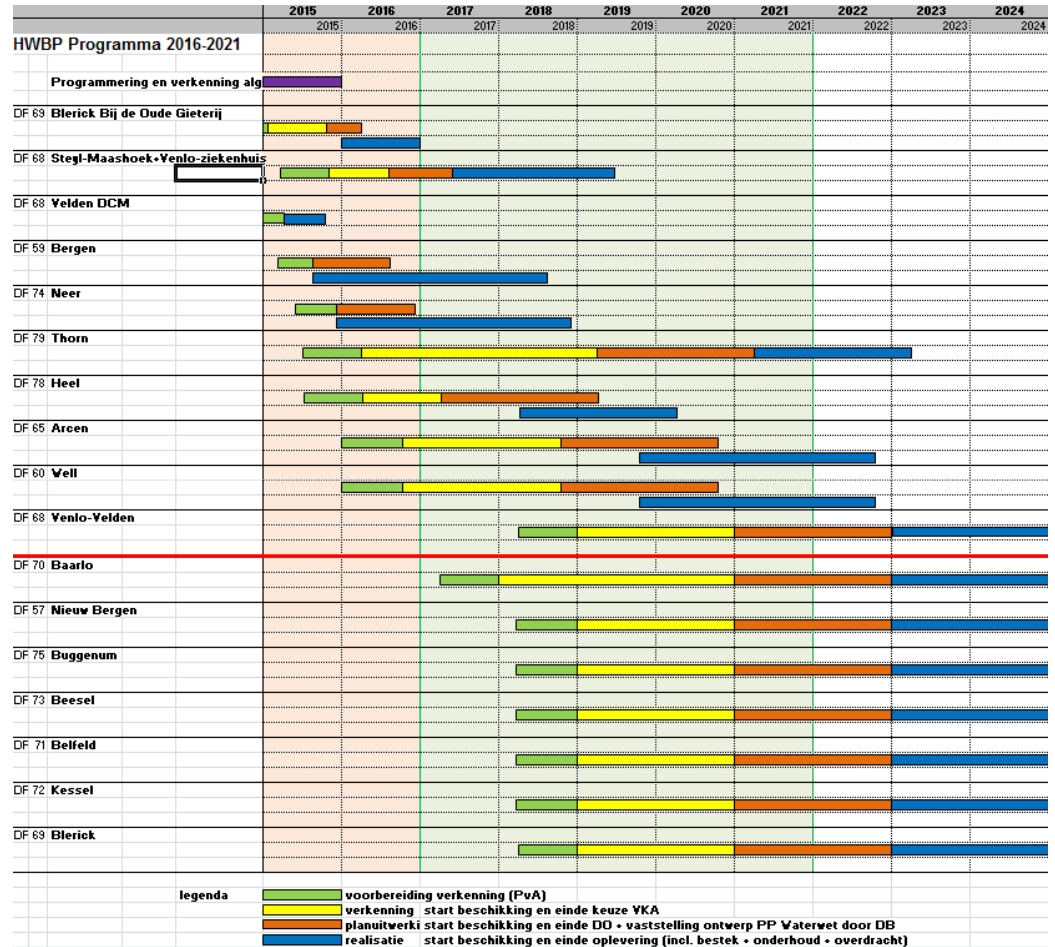 2015 2016 2017 2018 2019 2020 2021 2022 2023 2024
2015 2016 2017 2018 2019 2020 2021 2022 2023 2024
HWBP Programma 2016-2021
Programmering en verkenning alg
DF 69 Blerick Bij de Oude Gieterij
DF 68 Steyl-Maashoek+Venlo-ziekenhuis
DF 68 Velden DCM
DF 59 Bergen
DF 74 Neer
DF 79 Thorn
DF 78 Heel
DF 65 Arcen
DF 60 Well
DF 68 Venlo-Velden
DF 70 Baarlo
DF 57 Nieuw Bergen
DF 75 Buggenum
DF 73 Beesel
DF 71 Belfeld
DF 72 Kessel
DF 69 Blerick
legenda voorbereiding verkenning (PvA)
verkenning start beschikking en einde keuze VKA
planuitwerki start beschikking en einde DO + vaststelling ontwerp PP Waterwet door DB
realisatie start beschikking en einde oplevering (incl. bestek + onderhoud + overdracht)